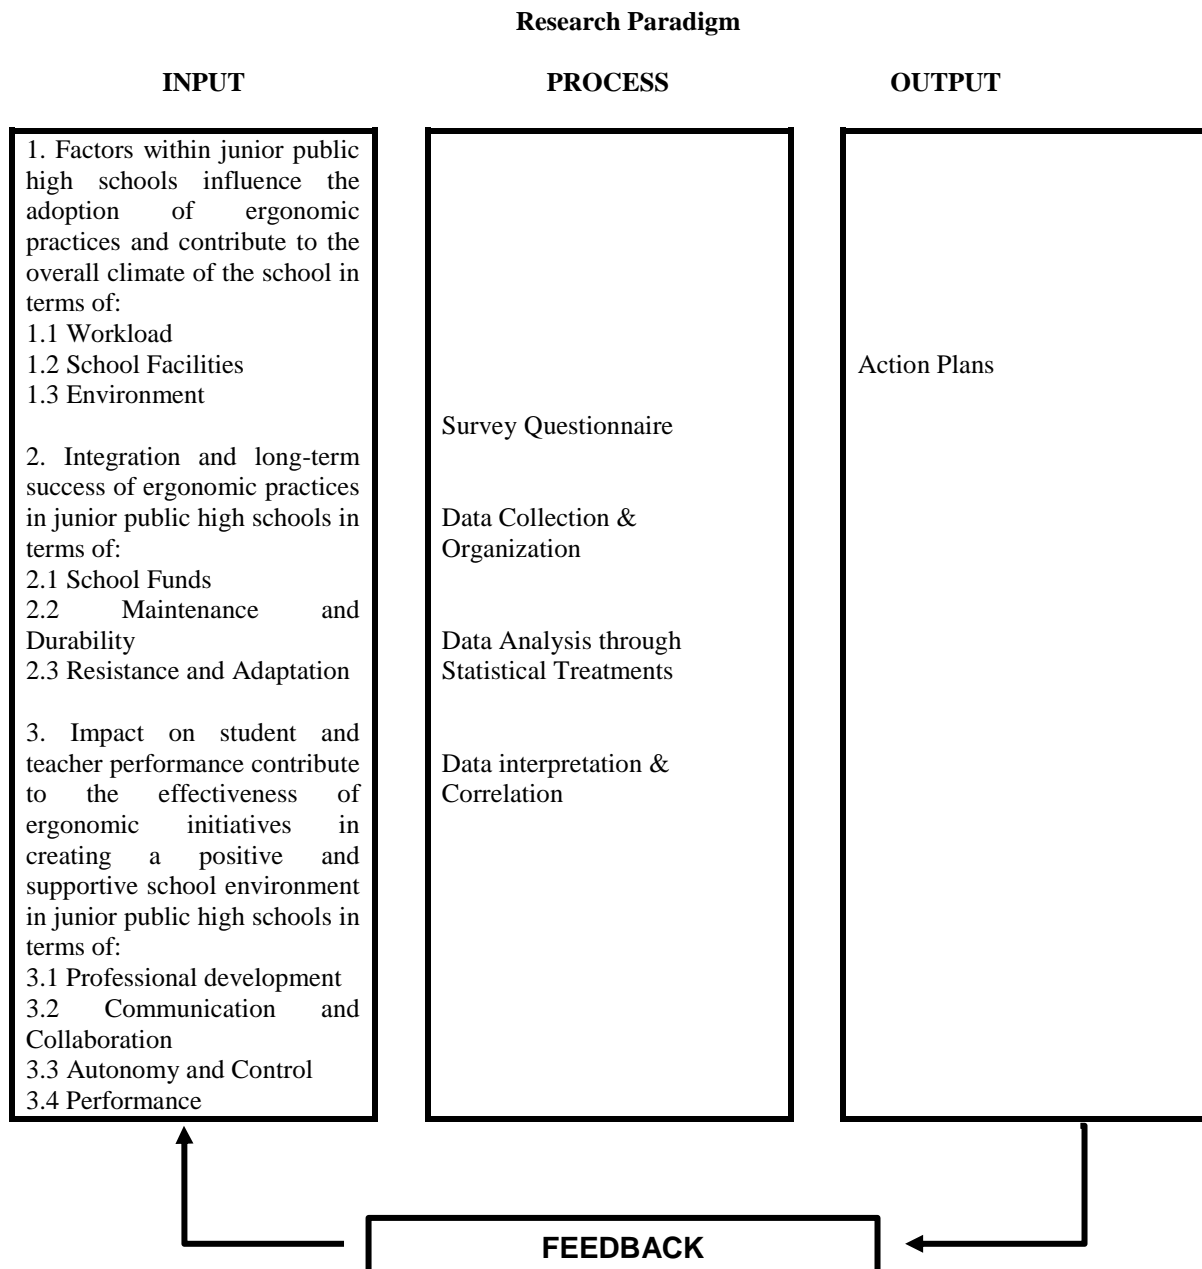 Research Paradigm
INPUT
PROCESS
OUTPUT
1. Factors within junior public
high schools influence the
adoption of ergonomic
practices and contribute to the
overall climate of the school in
terms of:
1.1 Workload
1.2 School Facilities
1.3 Environment
2. Integration and long-term
success of ergonomic practices
in junior public high schools in
terms of:
2.1 School Funds
2.2 Maintenance and
Durability
2.3 Resistance and Adaptation
3. Impact on student and
teacher performance contribute
to the effectiveness of
ergonomic initiatives in
creating a positive and
supportive school environment
in junior public high schools in
terms of:
3.1 Professional development
3.2 Communication and
Collaboration
3.3 Autonomy and Control
3.4 Performance
Survey Questionnaire
Data Collection &
Organization
Data Analysis through
Statistical Treatments
Data interpretation &
Correlation
Action Plans
FEEDBACK